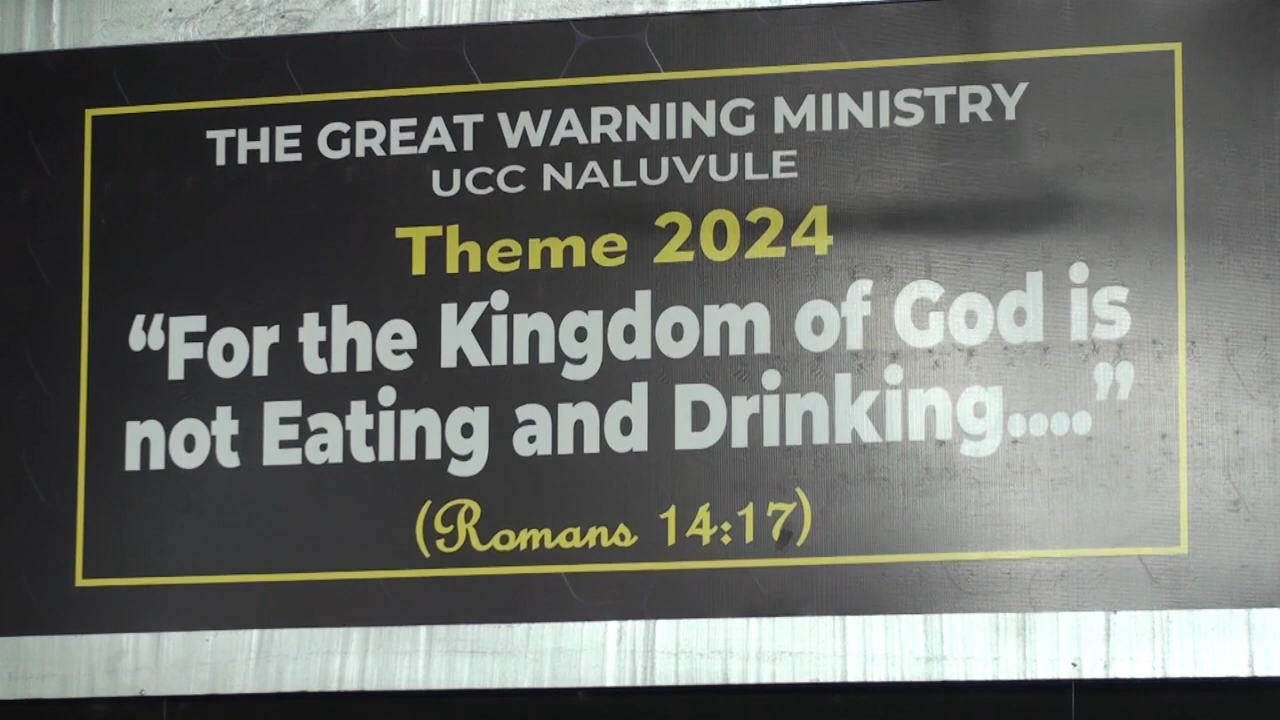 THE GREAT WARNING MINISTRY
UCC NALUVULE
Theme 2024
“For the Kingdom of God is
not Eating and Drinking....”
(Romans 14:17)